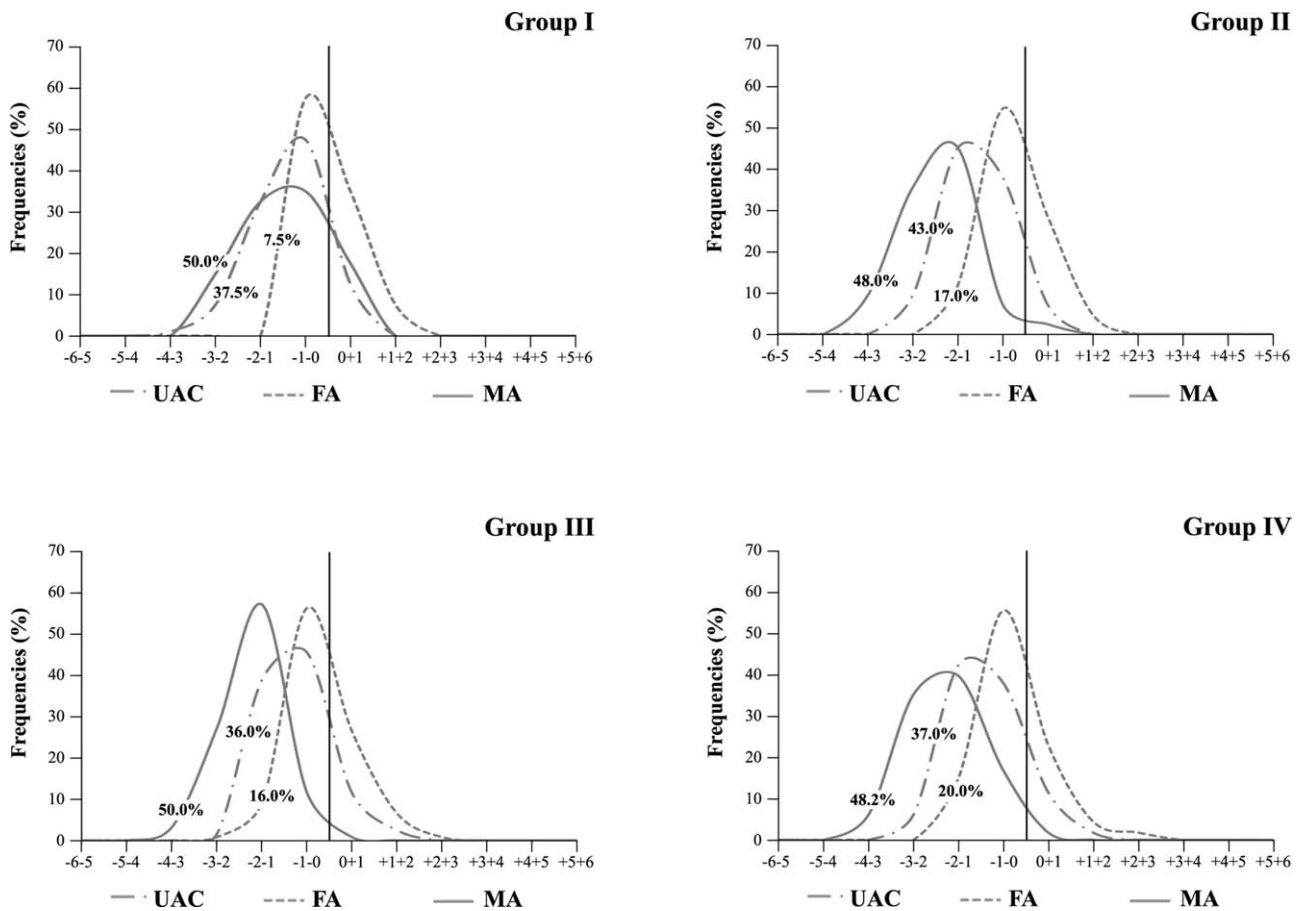 Group I
Frequencies (%)
70
60
50
40
30
20
10
0
50.0%
37.5%
7.5%
-6-5 -5-4 -4-3 -3-2 -2-1 -1-0 0+1 +1+2 +2+3 +3+4 +4+5 +5+6
UAC FA MA
Group II
Frequencies (%)
70
60
50
40
30
20
10
0
48.0%
43.0%
17.0%
-6-5 -5-4 -4-3 -3-2 -2-1 -1-0 0+1 +1+2 +2+3 +3+4 +4+5 +5+6
UAC FA MA
Group III
Frequencies (%)
70
60
50
40
30
20
10
0
50.0%
36.0%
16.0%
-6-5 -5-4 -4-3 -3-2 -2-1 -1-0 0+1 +1+2 +2+3 +3+4 +4+5 +5+6
UAC FA MA
Group IV
Frequencies (%)
70
60
50
40
30
20
10
0
48.2%
37.0%
20.0%
-6-5 -5-4 -4-3 -3-2 -2-1 -1-0 0+1 +1+2 +2+3 +3+4 +4+5 +5+6
UAC FA MA